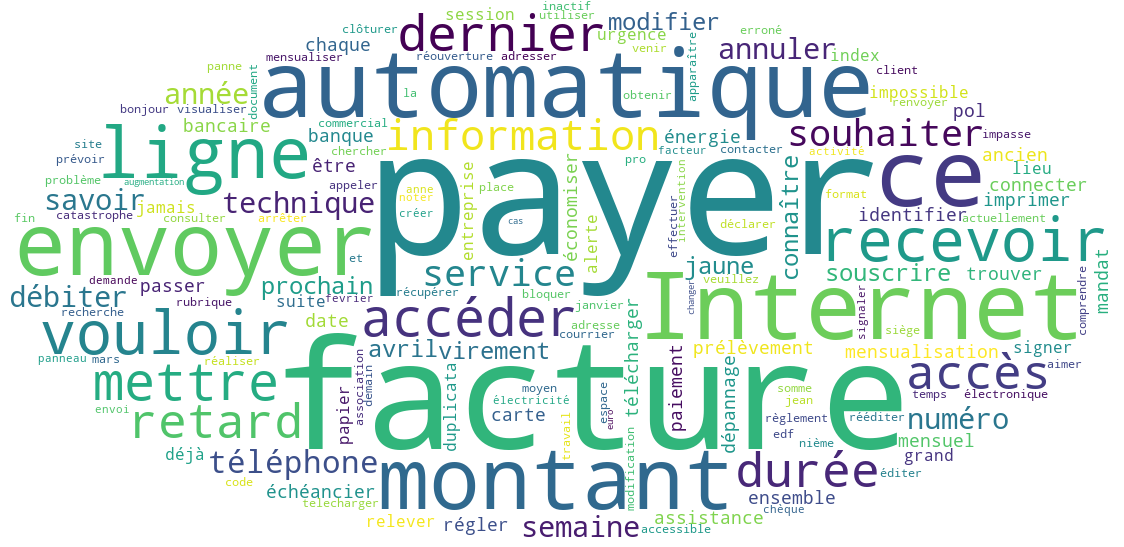 inactif
session
utiliser
dernier
modifier
clôturer
urgence
erroné
chaque
venir
annuler
index
mensualiser
réouverture
adresser
apparaître
panne
automatique
client
année
document
la
obtenir
impossible
renvoyer
bonjour
visualiser
pol
bancaire
commercial
information
énergie
souhaiter
impasse
banque
site
ligne
chercher
payer
facteur
contacter
activité
ce
ancien
prévoir
être
pro
lieu
problème
augmentation
appeler
entreprise
place
économiser
connaître
connecter
savoir
technique
anne
noter
format
imprimer
jamais
créer
intervention
catastrophe
consulter
arrêter
cas
déclarer
identifier
actuellement
fin
envoyer
alerte
effectuer
recevoir
et
service
jaune
souscrire
trouver
mandat
demande
passer
prochain
veuillez
débiter
récupérer
bloquer
changer
Internet
comprendre
rubrique
suite
fevrier
janvier
signaler
siège
recherche
vouloir
date
accéder
adresse
courrier
avril
virement
télécharger
prélèvement
mensualisation
signer
panneau
mars
réaliser
association
demain
paiement
dépannage
accès
aimer
mettre
facture
moyen
électricité
espace
euro
somme
jean
temps
électronique
envoi
retard
papier
duplicata
carte
règlement
rééditer
numéro
travail
edf
nième
mensuel
déjà
téléphone
montant
modification
durée
grand
code
éditer
échéancier
telecharger
ensemble
chèque
relever
régler
semaine
assistance
accessible